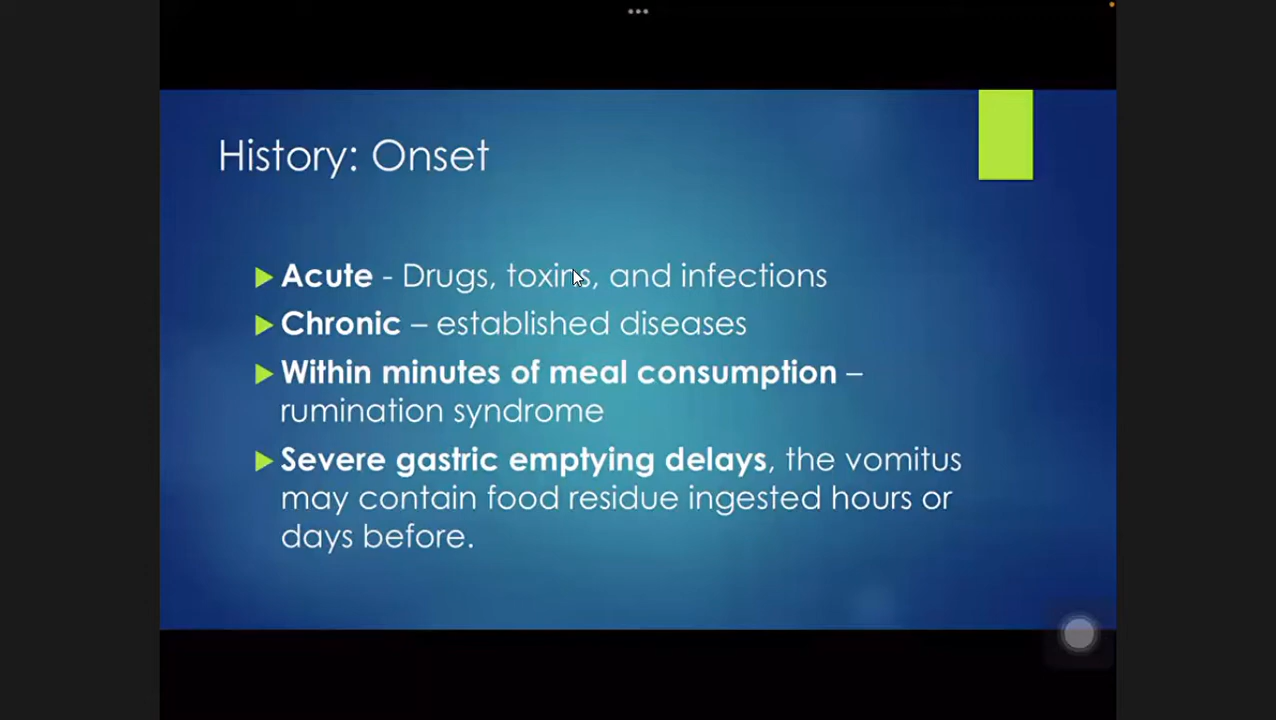 History: Onset
Acute - Drugs, toxins, and infections
Chronic – established diseases
Within minutes of meal consumption –
rumination syndrome
Severe gastric emptying delays, the vomitus
may contain food residue ingested hours or
days before.